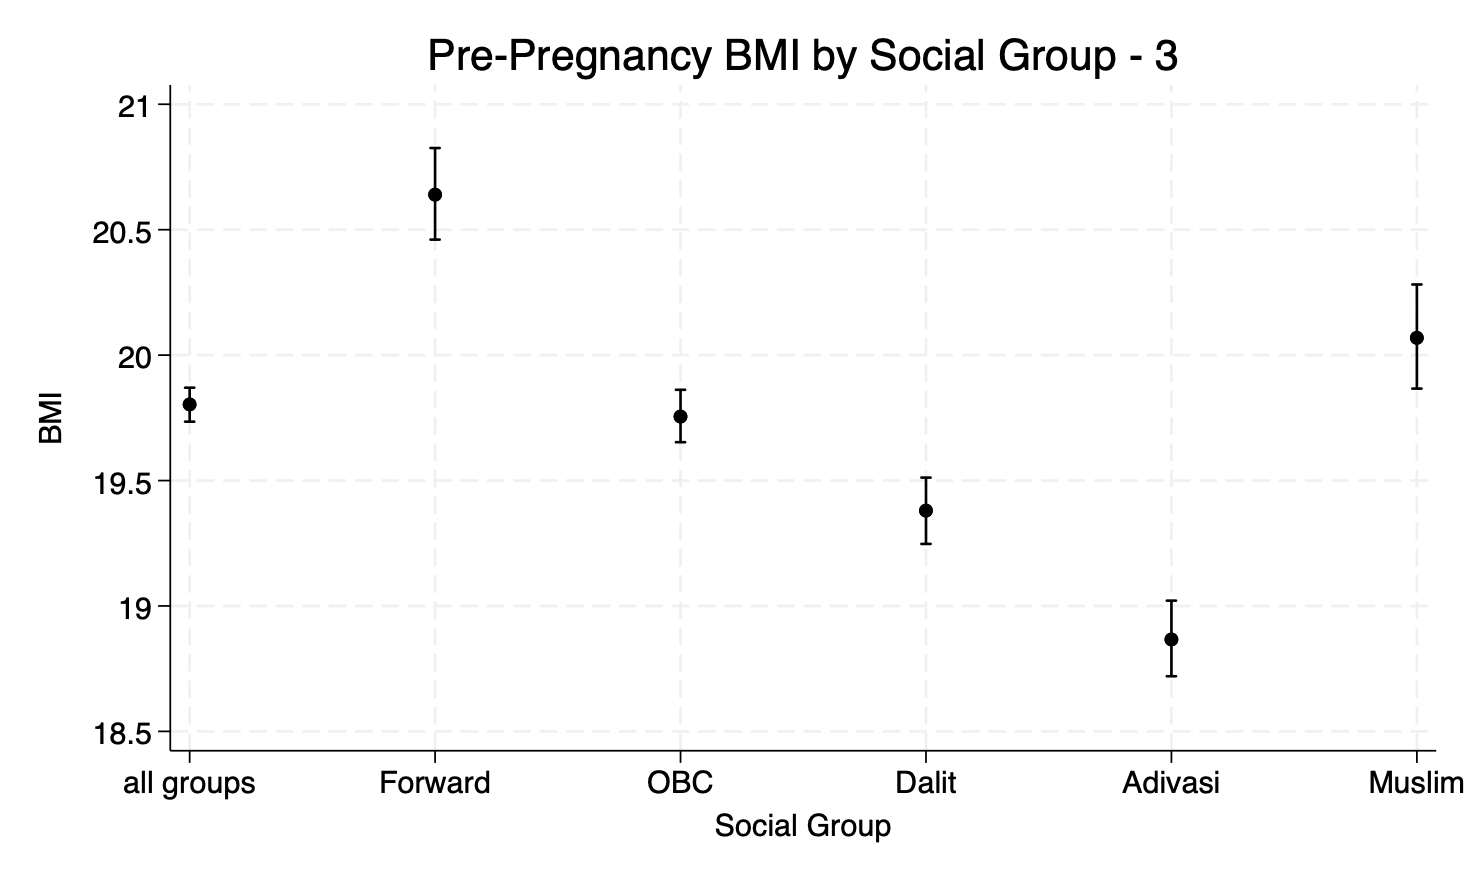 Pre-Pregnancy BMI by Social Group - 3
21
20.5
20
19.5
19
18.5
BMI
all groups Forward OBC Dalit Adivasi Muslim
Social Group